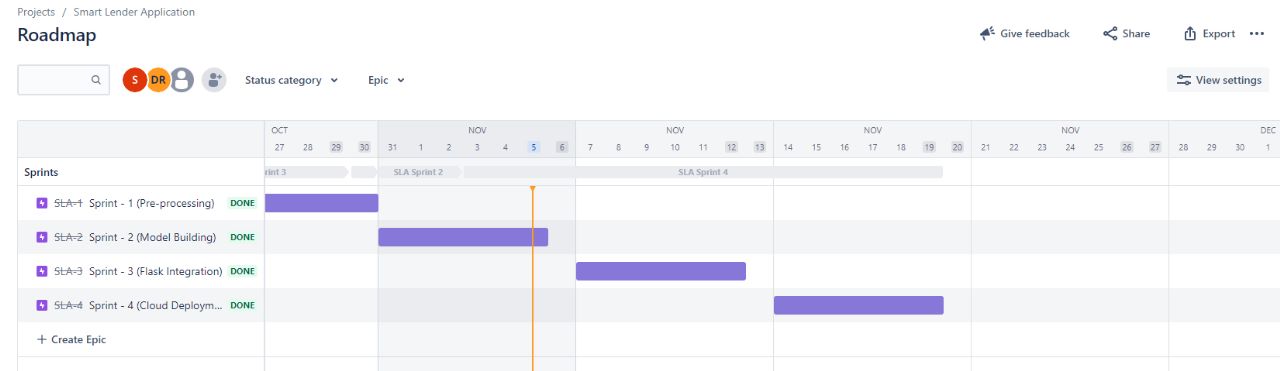 Projects / Smart Lender Application
Roadmap
Give feedback
Share
Export
S
DR
Status category
Epic
View settings
OCT NOV NOV NOV NOV DEC
27 28 29 30 31 1 2 3 4 5 6 7 8 9 10 11 12 13 14 15 16 17 18 19 20 21 22 23 24 25 26 27 28 29 30 1
Sprints rint 3 SLA Sprint 2 SLA Sprint 4
SLA-1 Sprint - 1 (Pre-processing) DONE
SLA-2 Sprint - 2 (Model Building) DONE
SLA-3 Sprint - 3 (Flask Integration) DONE
SLA-4 Sprint - 4 (Cloud Deploym... DONE
+ Create Epic